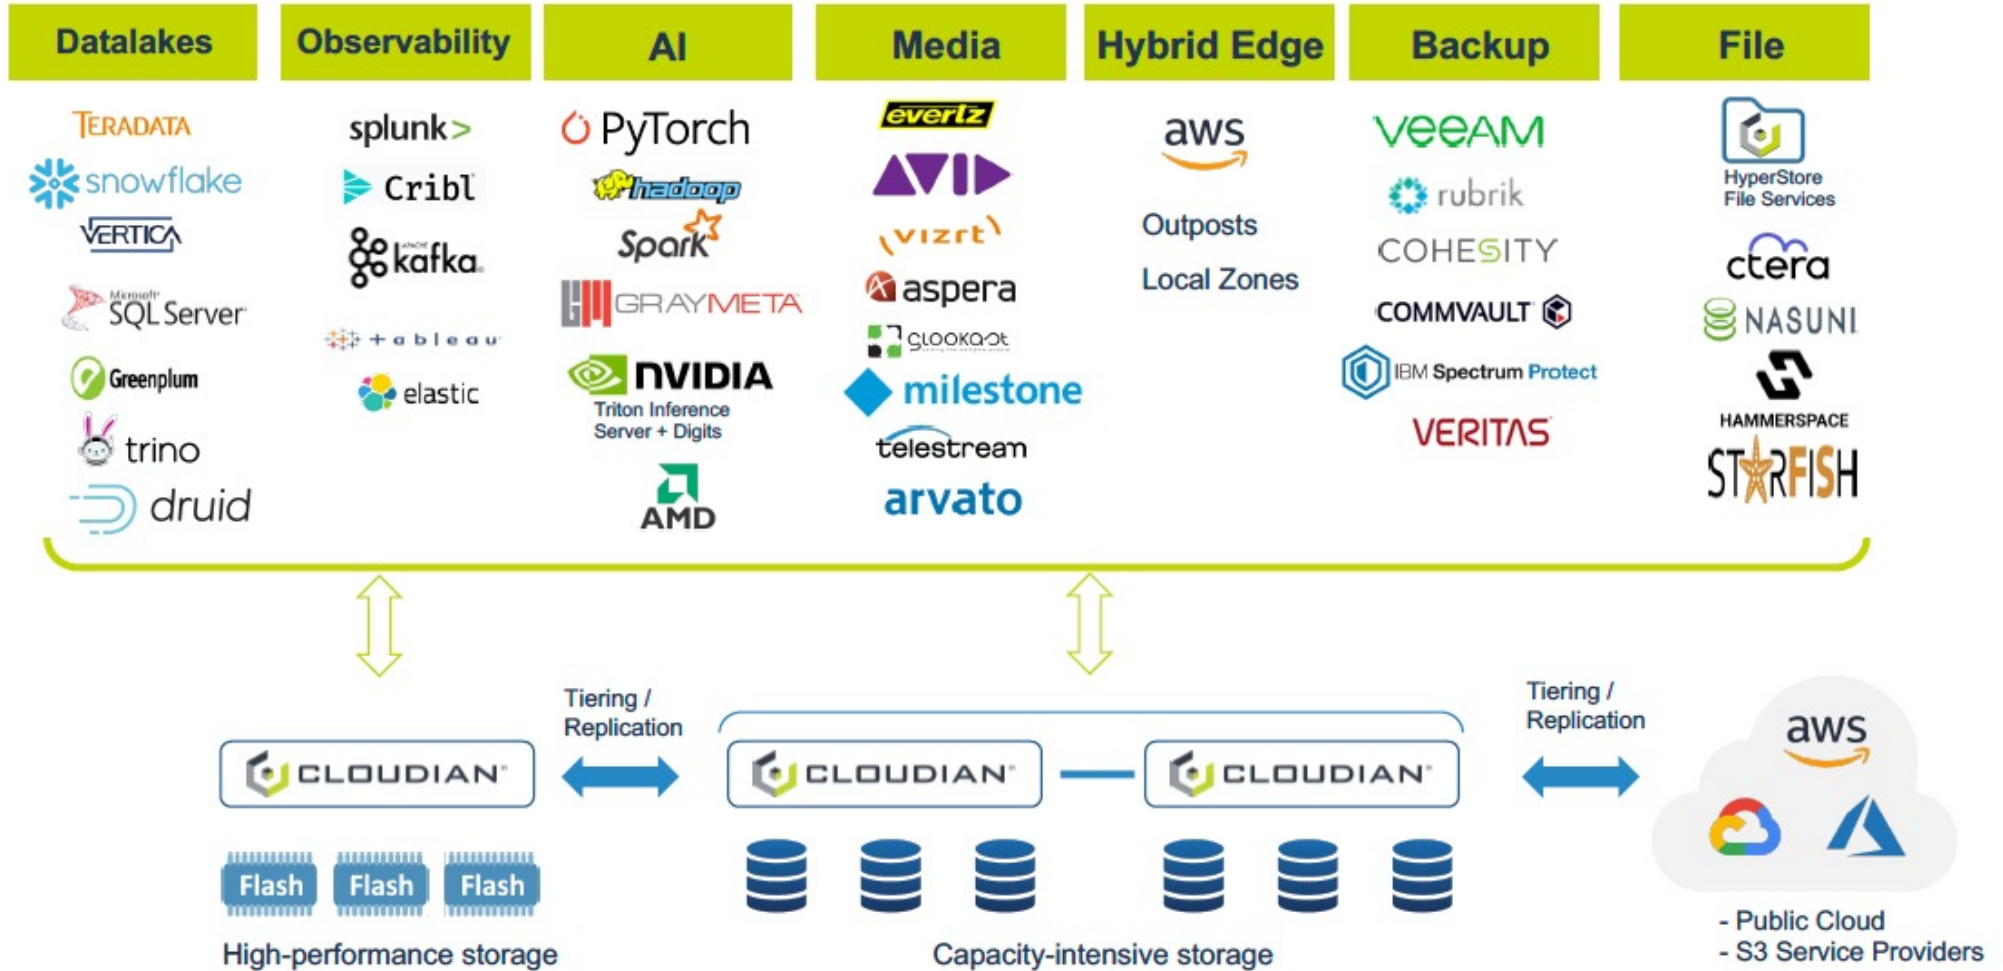 Datalakes
Observability
AI
Media
Hybrid Edge
Backup
File
TERADATA
snowflake
VERTICA
Microsoft
SQL Server
Greenplum
trino
druid
splunk>
Cribl
APACHE
kafka
+ableau
elastic
PyTorch
hadoop
Spark
GRAYMETA
NVIDIA
Triton Inference
Server + Digits
AMD
evertz
AVID
vizrt
aspera
milestone
telestream
arvato
aws
Outposts
Local Zones
veeAM
rubrik
COHESITY
COMMVAULT
IBM Spectrum Protect
VERITAS
HyperStore
File Services
ctera
NASUNI
HAMMERSPACE
STARFISH
Tiering /
Replication
Tiering /
Replication
aws
CLOUDIAN
CLOUDIAN
CLOUDIAN
Flash
Flash
Flash
High-performance storage
Capacity-intensive storage
- Public Cloud
- S3 Service Providers